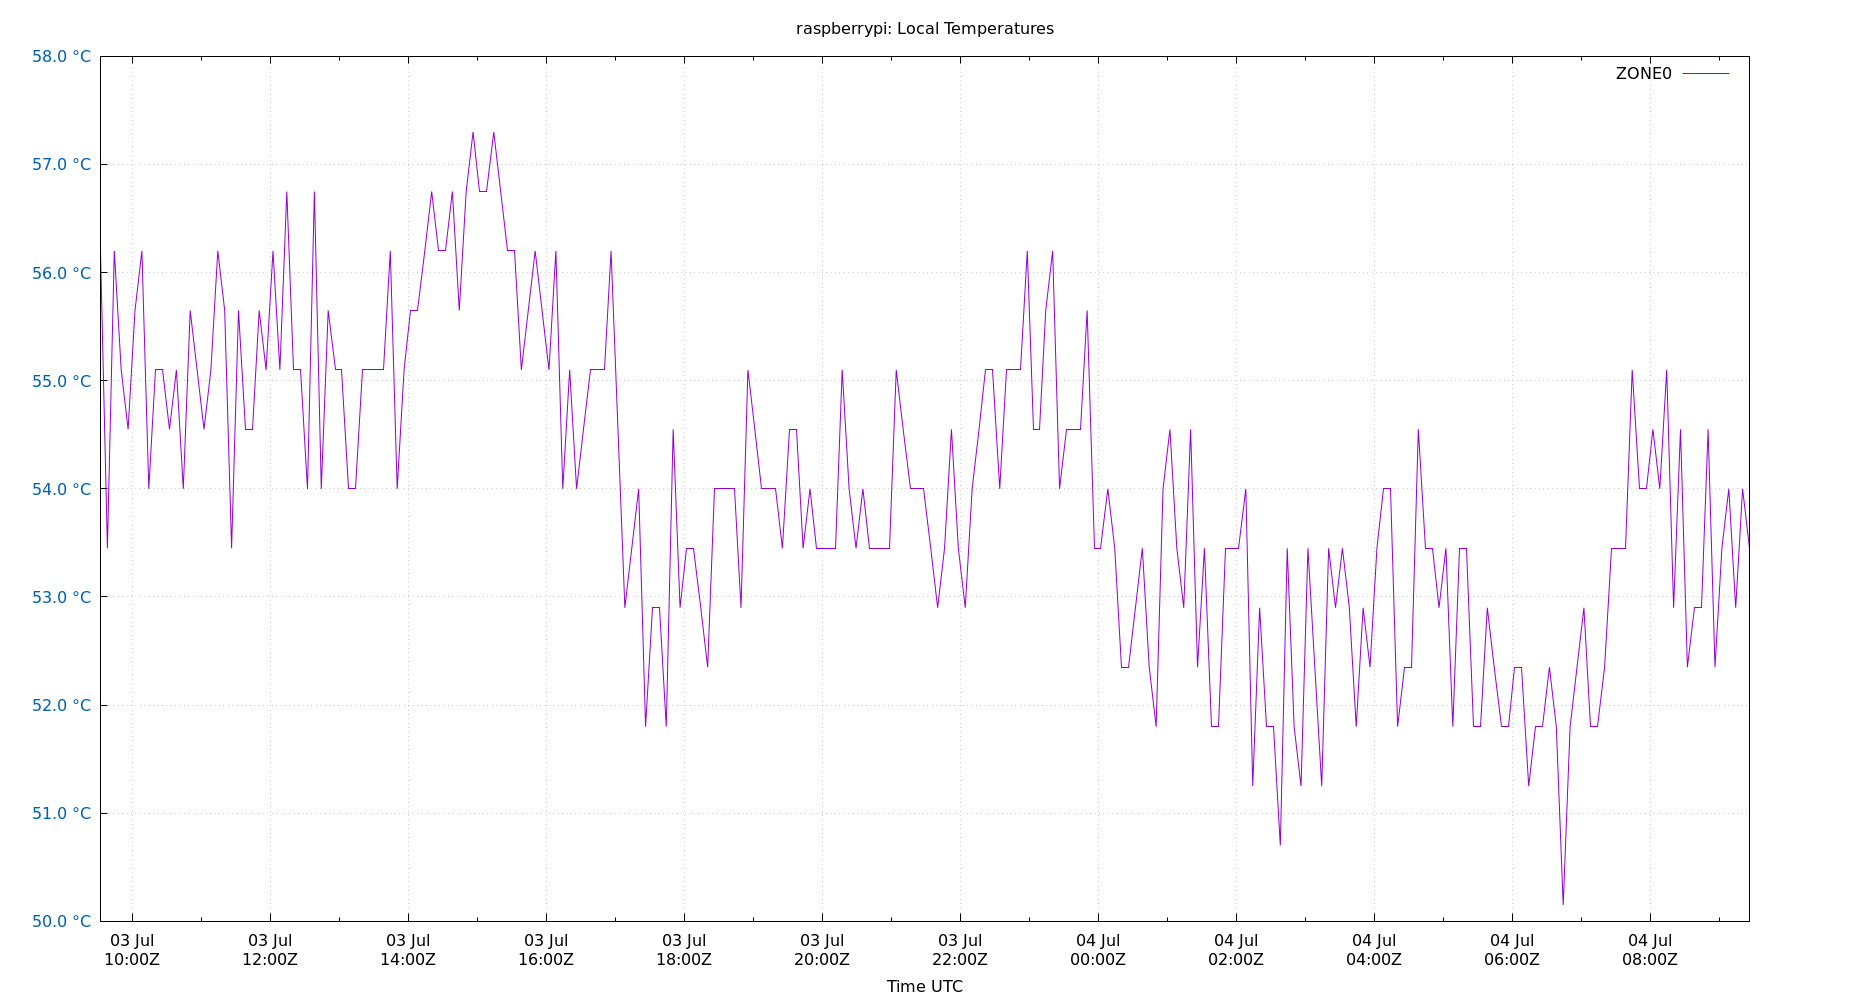 raspberrypi: Local Temperatures
58.0 °C
57.0 °C
56.0 °C
55.0 °C
54.0 °C
53.0 °C
52.0 °C
51.0 °C
50.0 °C
ZONE0
03 Jul 03 Jul 03 Jul 03 Jul 03 Jul 03 Jul 03 Jul 04 Jul 04 Jul 04 Jul 04 Jul 04 Jul
10:00Z 12:00Z 14:00Z 16:00Z 18:00Z 20:00Z 22:00Z 00:00Z 02:00Z 04:00Z 06:00Z 08:00Z
Time UTC